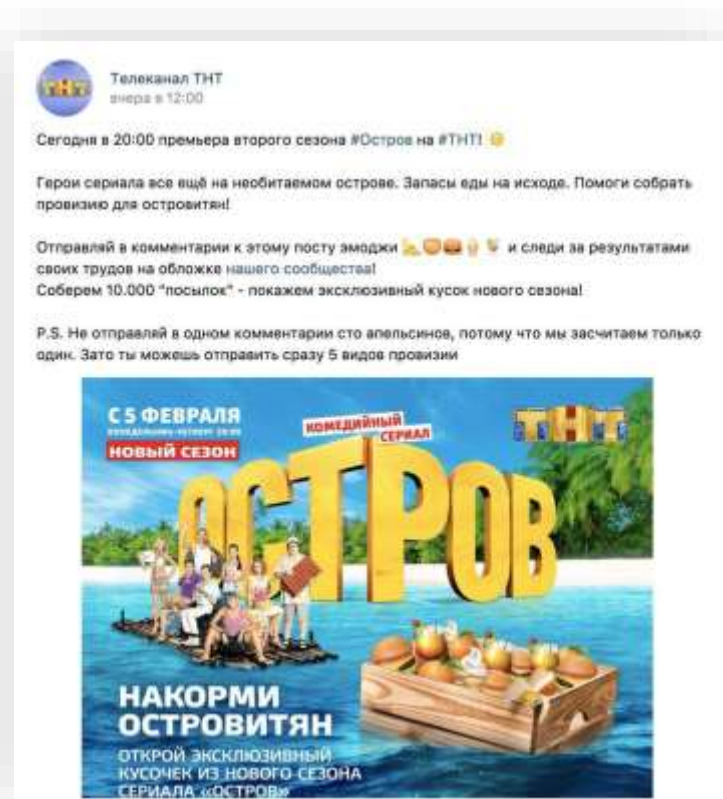 Телеканал ТНТ
вчера в 12:00
Сегодня в 20:00 премьера второго сезона #Остров на #ТНТ!
Герои сериала все ещё на необитаемом острове. Запасы еды на исходе. Помоги собрать
провизию для островитян!
Отправляй в комментарии к этому посту эмоджи 🍌🍊🍔🍦🍹 и следи за результатами
своих трудов на обложке нашего сообщества!
Соберем 10.000 "посылок" - покажем эксклюзивный кусок нового сезона!
P.S. Не отправляй в одном комментарии сто апельсинов, потому что мы засчитаем только
один. Зато ты можешь отправить сразу 5 видов провизии
С 5 ФЕВРАЛЯ
ПОНЕДЕЛЬНИК-ЧЕТВЕРГ 20:00
НОВЫЙ СЕЗОН
КОМЕДИЙНЫЙ
СЕРИАЛ
ТНТ
ОСТРОВ
НАКОРМИ
ОСТРОВИТЯН
ОТКРОЙ ЭКСКЛЮЗИВНЫЙ
КУСОЧЕК ИЗ НОВОГО СЕЗОНА
СЕРИАЛА «ОСТРОВ»